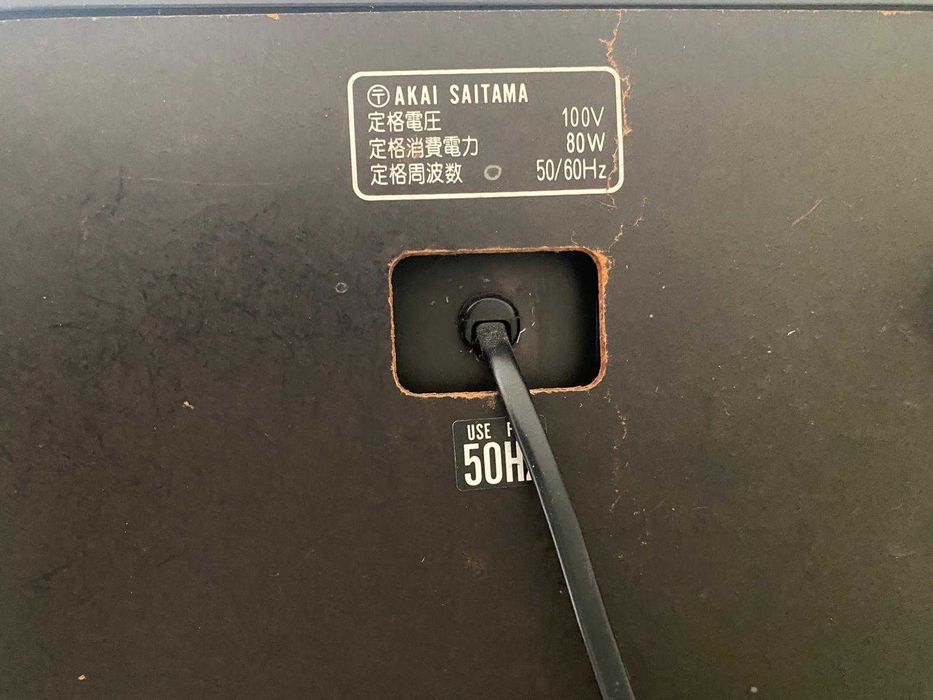 〶AKAI SAITAMA
定格電圧 100V
定格消費電力 80W
定格周波数 50/60Hz
USE
50Hz